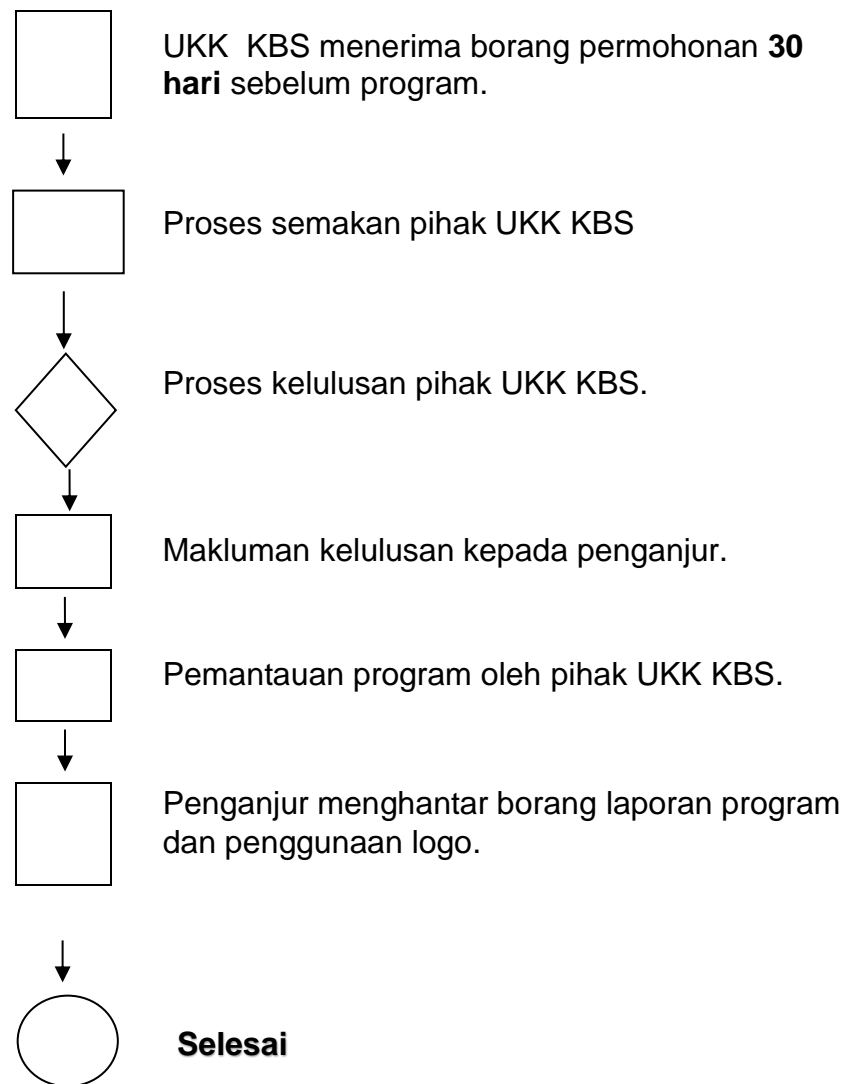 UKK KBS menerima borang permohonan 30
hari sebelum program.
Proses semakan pihak UKK KBS
Proses kelulusan pihak UKK KBS.
Makluman kelulusan kepada penganjur.
Pemantauan program oleh pihak UKK KBS.
Penganjur menghantar borang laporan program
dan penggunaan logo.
Selesai